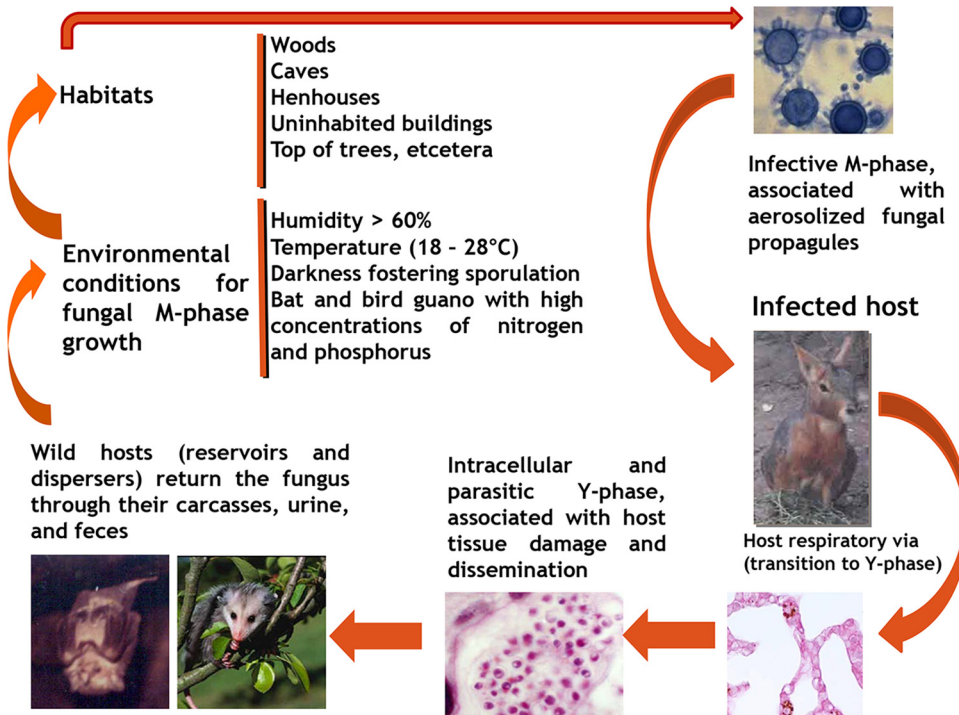 Habitats
Woods
Caves
Henhouses
Uninhabited buildings
Top of trees, etcetera
Environmental
conditions for
fungal M-phase
growth
Humidity > 60%
Temperature (18 – 28°C)
Darkness fostering sporulation
Bat and bird guano with high
concentrations of nitrogen
and phosphorus
Infective M-phase,
associated with
aerosolized fungal
propagules
Infected host
Host respiratory via
(transition to Y-phase)
Intracellular and
parasitic Y-phase,
associated with host
tissue damage and
dissemination
Wild hosts (reservoirs and
dispersers) return the fungus
through their carcasses, urine,
and feces